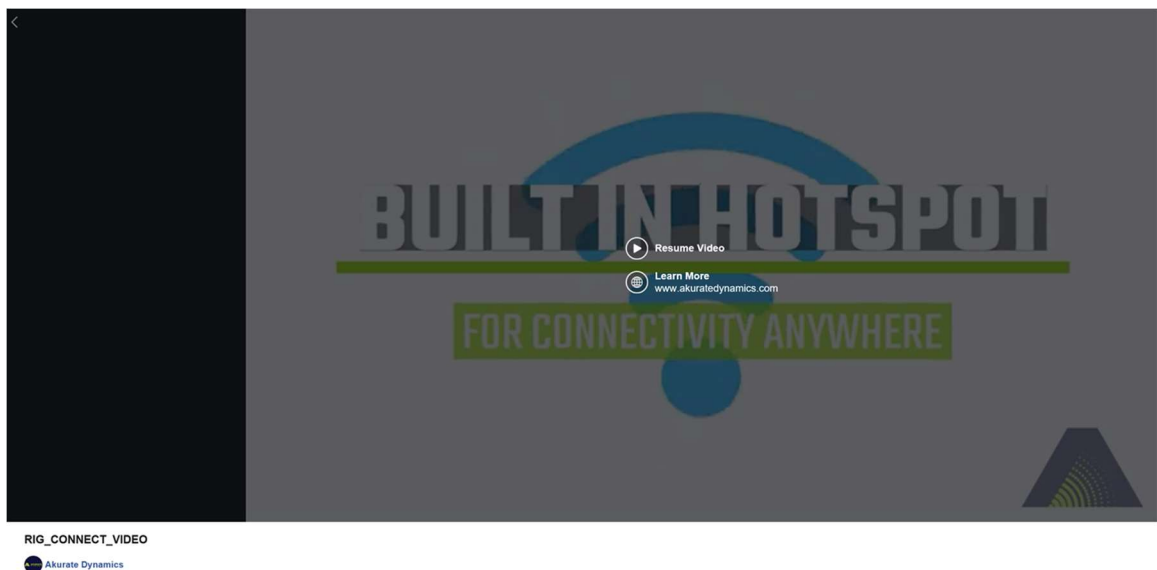 BUILT IN HOTSPOT
Resume Video
Learn More
www.akuratedynamics.com
FOR CONNECTIVITY ANYWHERE
RIG_CONNECT_VIDEO
Akurate Dynamics